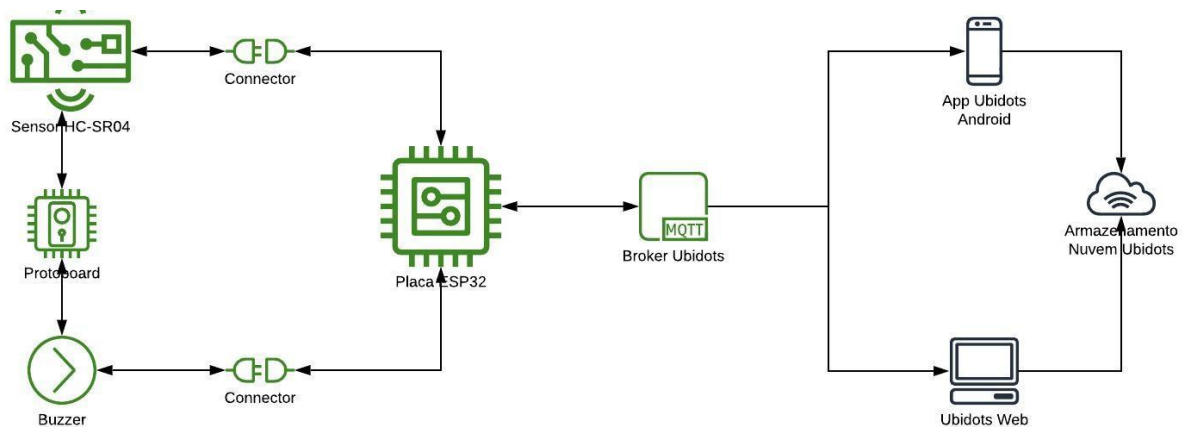 Connector
Sensor HC-SR04
App Ubidots
Android
Protoboard
Placa ESP32
MQTT
Broker Ubidots
Armazenamento
Nuvem Ubidots
Buzzer
Connector
Ubidots Web